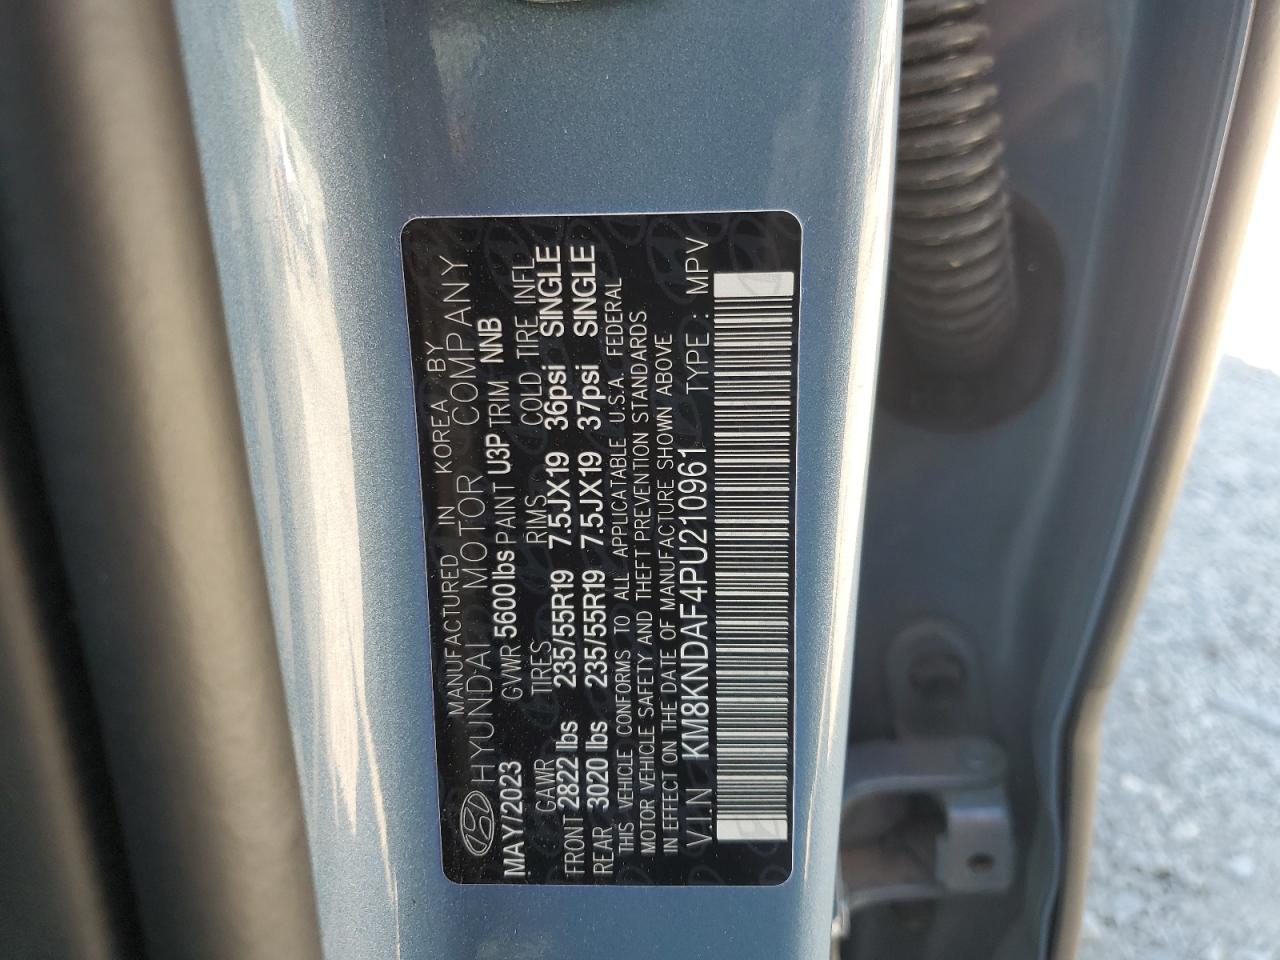 MANUFACTURED IN KOREA BY
HYUNDAI MOTOR COMPANY
MAY/2023 GVWR 5600 lbs PAINT U3P TRIM NNB
GAWR TIRES RIMS COLD TIRE INFL
FRONT 2822 lbs 235/55R19 7.5JX19 36psi SINGLE
REAR 3020 lbs 235/55R19 7.5JX19 37psi SINGLE
THIS VEHICLE CONFORMS TO ALL APPLICATABLE U.S.A. FEDERAL
MOTOR VEHICLE SAFETY AND THEFT PREVENTION STANDARDS
IN EFFECT ON THE DATE OF MANUFACTURE SHOWN ABOVE
V.I.N KM8KNDAF4PU210961 TYPE : MPV